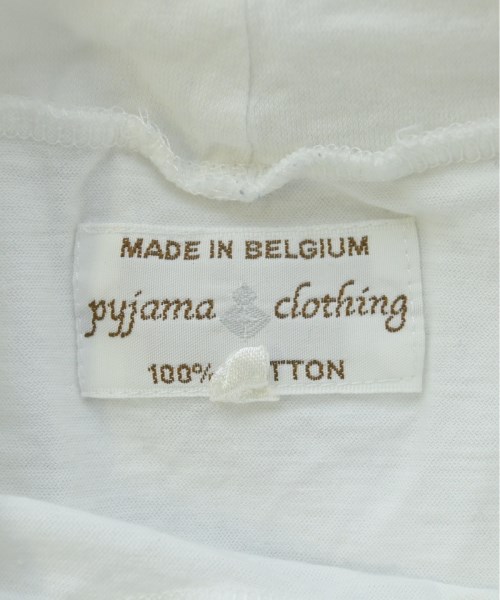 MADE IN BELGIUM
pyjama clothing
100% TTON